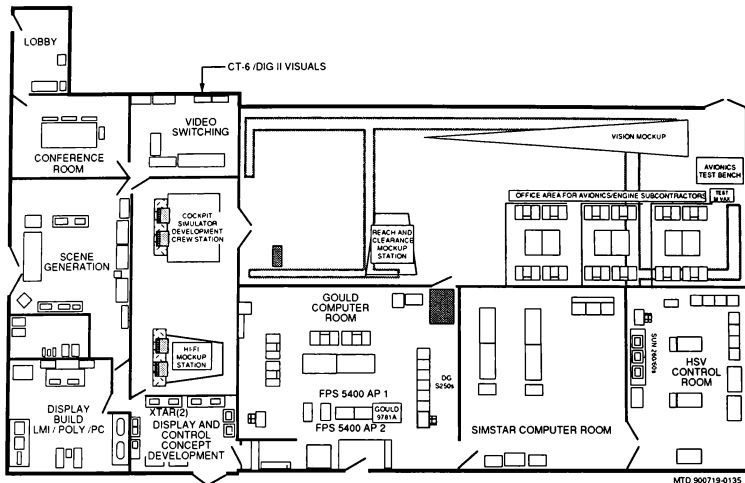 LOBBY
CT-6 /DIG II VISUALS
VIDEO
SWITCHING
CONFERENCE
ROOM
VISION MOCKUP
AVIONICS
TEST BENCH
OFFICE AREA FOR AVIONICS/ENGINE SUBCONTRACTORS
TEST
M VAX
COCKPIT
SIMULATOR
DEVELOPMENT
CREW STATION
REACH AND
CLEARANCE
MOCKUP
STATION
SCENE
GENERATION
GOULD
COMPUTER
ROOM
HI-FI
MOCKUP
STATION
SUN 260/60s
HSV
CONTROL
ROOM
DG
S250s
FPS 5400 AP 1
GOULD
9781A
FPS 5400 AP 2
DISPLAY
BUILD
LMI / POLY /PC
XTAR(2)
DISPLAY AND
CONTROL
CONCEPT
DEVELOPMENT
SIMSTAR COMPUTER ROOM
MTD 900719-0135